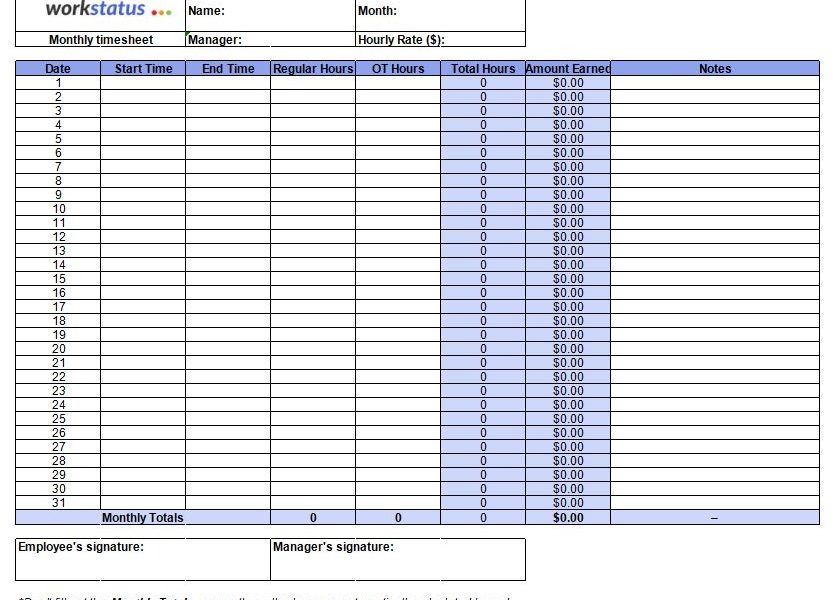 workstatus Name: Month:
Monthly timesheet Manager: Hourly Rate ($):
Date Start Time End Time Regular Hours OT Hours Total Hours Amount Earned Notes
1 0 $0.00
2 0 $0.00
3 0 $0.00
4 0 $0.00
5 0 $0.00
6 0 $0.00
7 0 $0.00
8 0 $0.00
9 0 $0.00
10 0 $0.00
11 0 $0.00
12 0 $0.00
13 0 $0.00
14 0 $0.00
15 0 $0.00
16 0 $0.00
17 0 $0.00
18 0 $0.00
19 0 $0.00
20 0 $0.00
21 0 $0.00
22 0 $0.00
23 0 $0.00
24 0 $0.00
25 0 $0.00
26 0 $0.00
27 0 $0.00
28 0 $0.00
29 0 $0.00
30 0 $0.00
31 0 $0.00
Monthly Totals 0 0 0 $0.00 –
Employee's signature: Manager's signature: